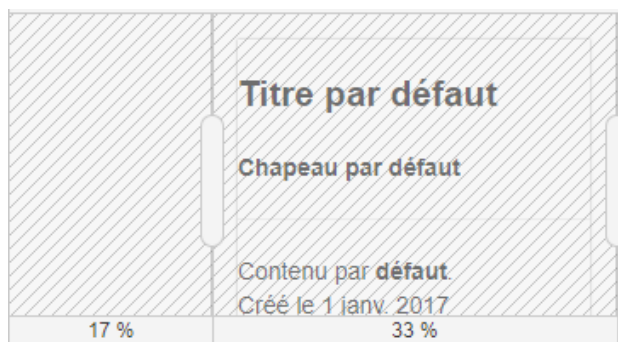 Titre par défaut
Chapeau par défaut
Contenu par défaut.
Créé le 1 janv. 2017
17 %
33 %